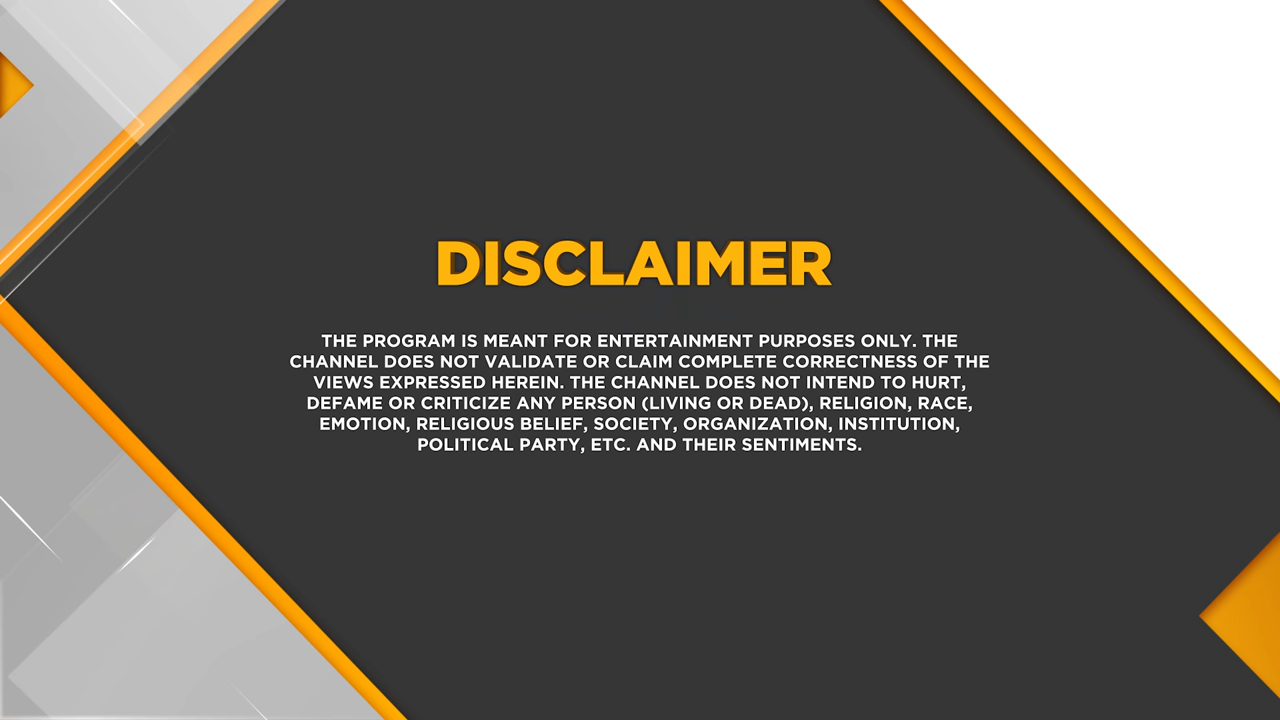 DISCLAIMER
THE PROGRAM IS MEANT FOR ENTERTAINMENT PURPOSES ONLY. THE
CHANNEL DOES NOT VALIDATE OR CLAIM COMPLETE CORRECTNESS OF THE
VIEWS EXPRESSED HEREIN. THE CHANNEL DOES NOT INTEND TO HURT,
DEFAME OR CRITICIZE ANY PERSON (LIVING OR DEAD), RELIGION, RACE,
EMOTION, RELIGIOUS BELIEF, SOCIETY, ORGANIZATION, INSTITUTION,
POLITICAL PARTY, ETC. AND THEIR SENTIMENTS.